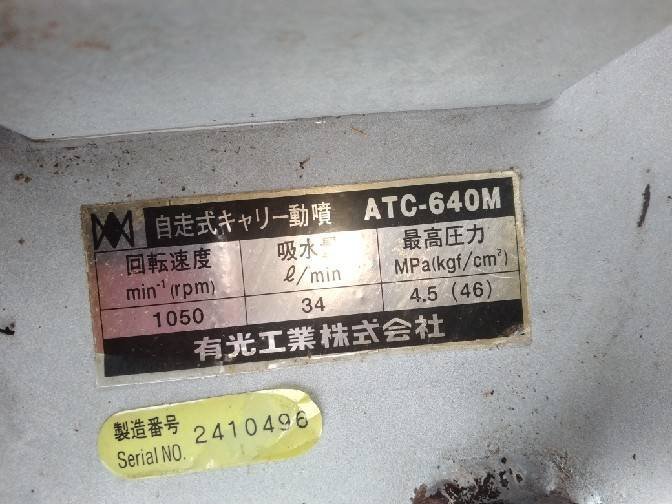 自走式キャリー動噴 ATC-640M
回転速度 吸水量 最高圧力
min⁻¹(rpm) ℓ/min MPa(kgf/cm²)
1050 34 4.5 (46)
有光工業株式会社
製造番号
Serial NO. 2410496